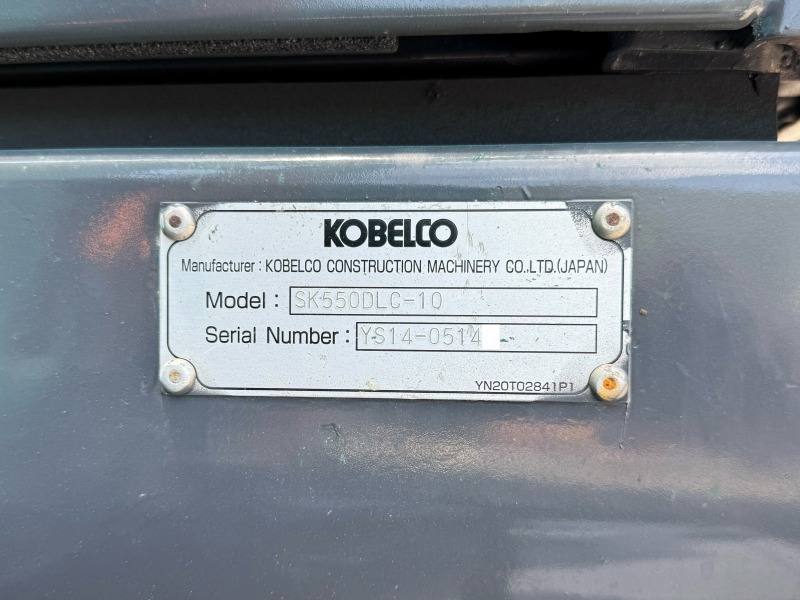 KOBELCO
Manufacturer : KOBELCO CONSTRUCTION MACHINERY CO.,LTD.(JAPAN)
Model : SK550DLC-10
Serial Number : YS14-0514
YN20T02841P1